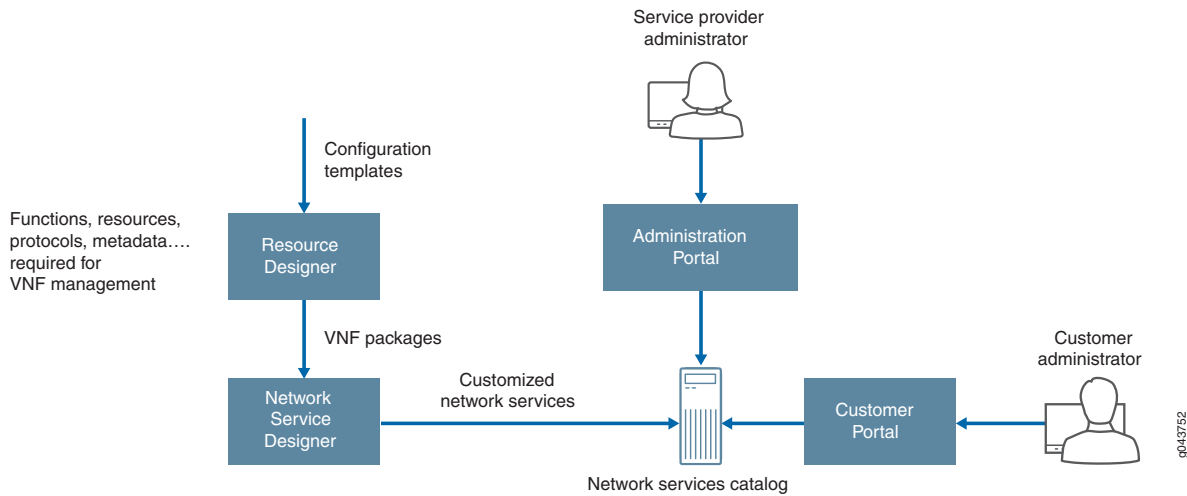 Service provider
administrator
Configuration
templates
Functions, resources,
protocols, metadata….
required for
VNF management
Resource
Designer
Administration
Portal
VNF packages
Customer
administrator
Network
Service
Designer
Customized
network services
Customer
Portal
Network services catalog
g043752